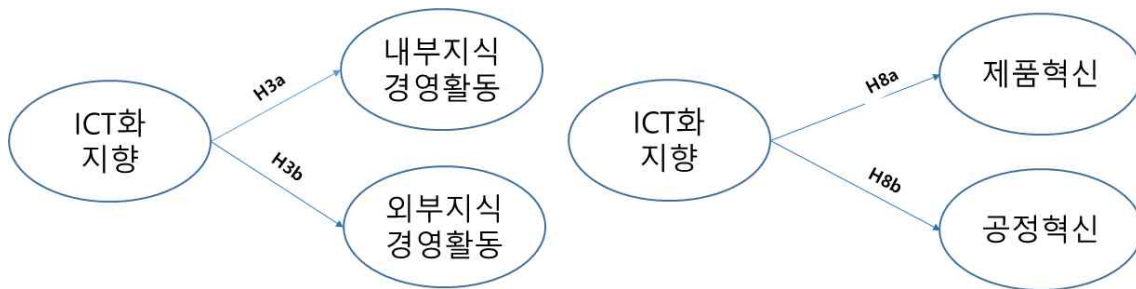 ICT화
지향
H3a
내부지식
경영활동
H3b
외부지식
경영활동
ICT화
지향
H8a
제품혁신
H8b
공정혁신